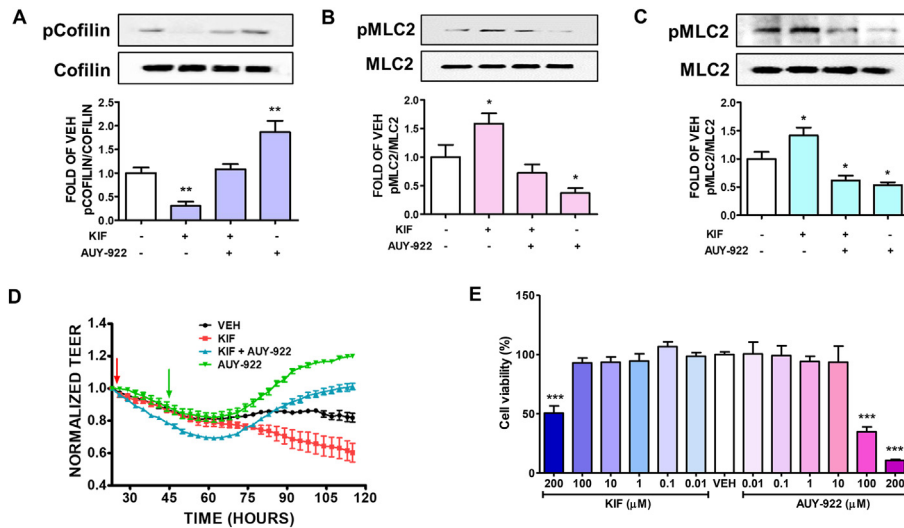 A
pCofilin
Cofilin
FOLD OF VEH
pCOFILIN/COFILIN
2.5
2.0
1.5
1.0
0.5
0.0
**
**
KIF - + + -
AUY-922 - - + +
B
pMLC2
MLC2
FOLD OF VEH
pMLC2/MLC2
2.0
1.5
1.0
0.5
0.0
*
*
KIF - + + -
AUY-922 - - + +
C
pMLC2
MLC2
FOLD OF VEH
pMLC2/MLC2
2.0
1.5
1.0
0.5
0.0
*
*
*
KIF - + + -
AUY-922 - - + +
D
NORMALIZED TEER
1.4
1.2
1.0
0.8
0.6
0.4
VEH
KIF
KIF + AUY-922
AUY-922
30 45 60 75 90 105 120
TIME (HOURS)
E
Cell viability (%)
150
125
100
75
50
25
0
***
***
***
200 100 10 1 0.1 0.01 VEH 0.01 0.1 1 10 100 200
KIF (μM)
AUY-922 (μM)